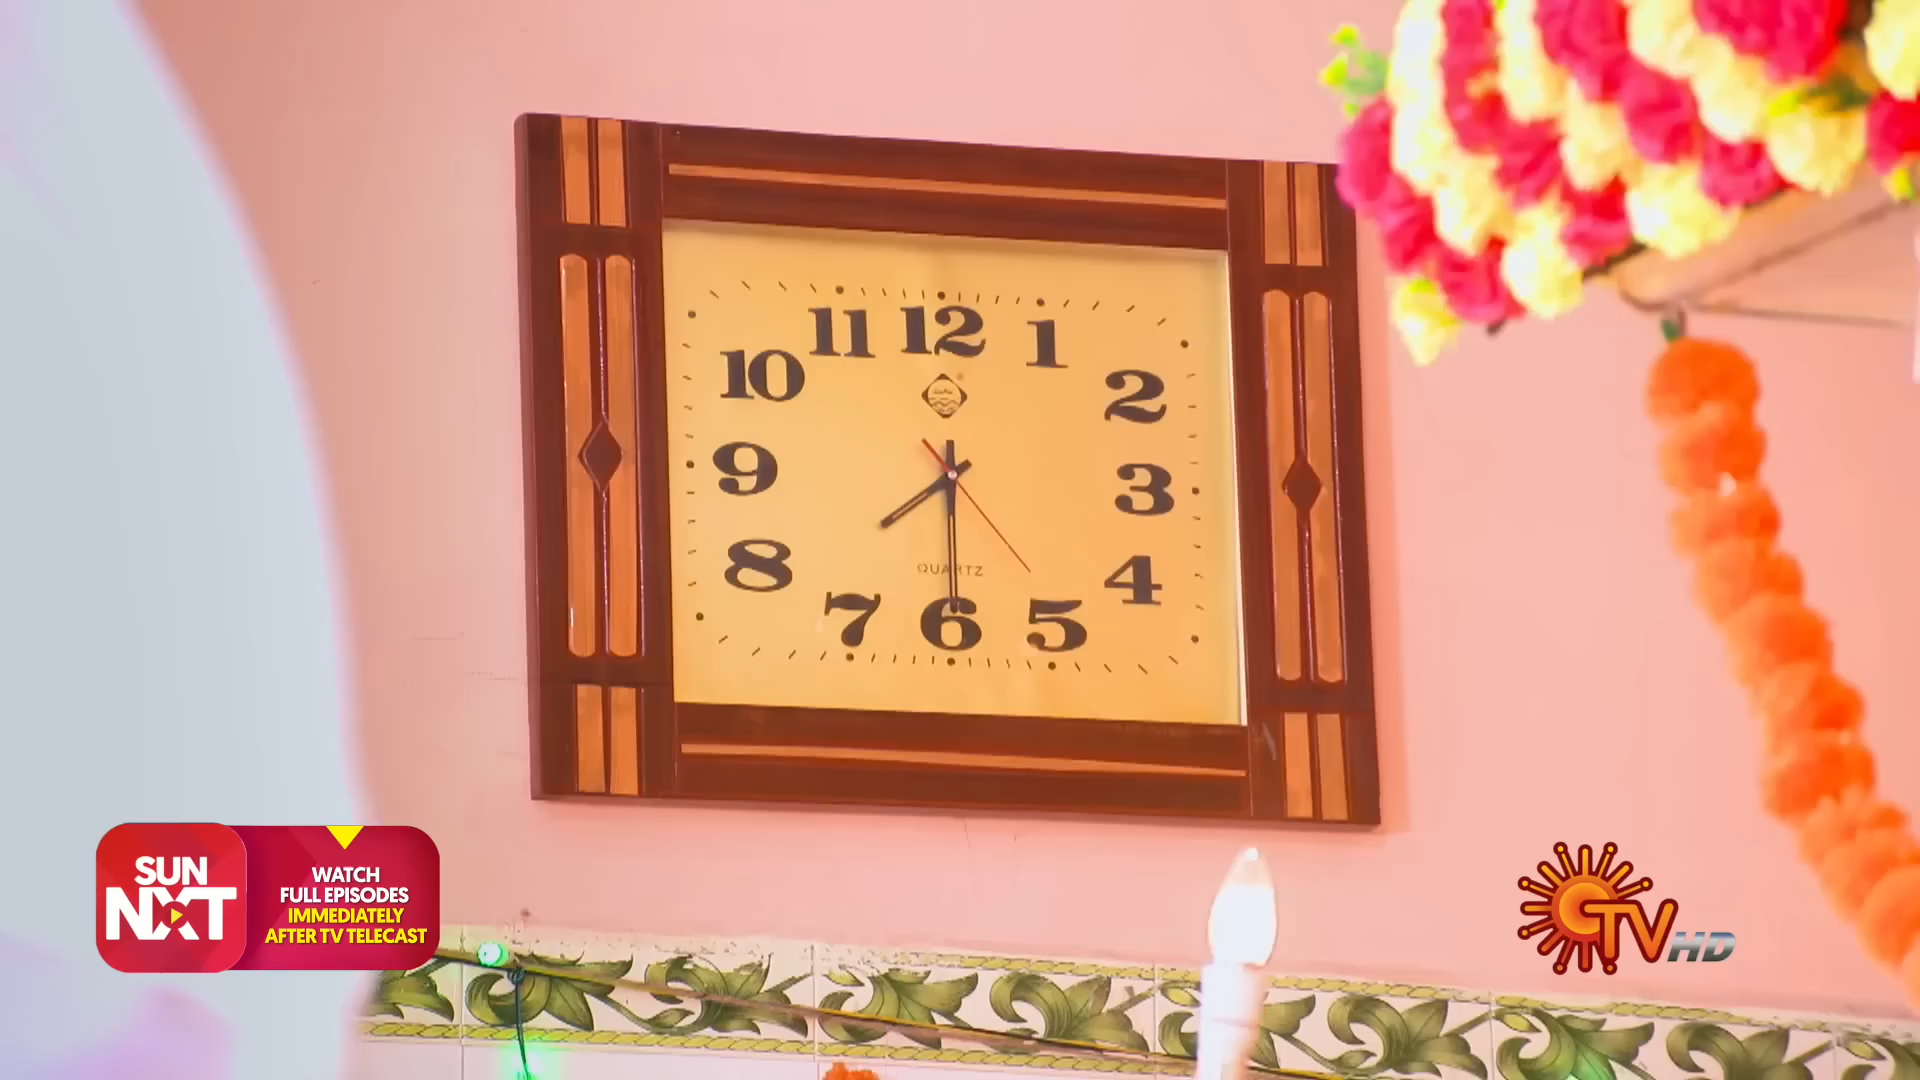 11 12 1
10 2
9 3
8 4
7 6 5
QUARTZ
SUN
NXT
WATCH
FULL EPISODES
IMMEDIATELY
AFTER TV TELECAST
TV HD